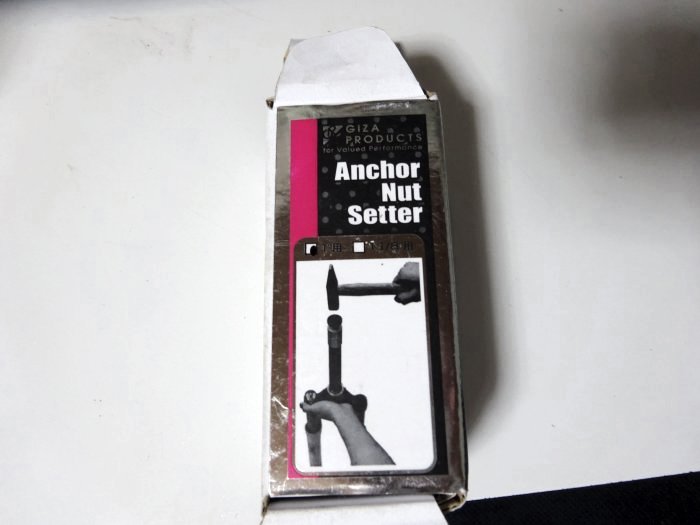 GIZA
PRODUCTS
for Valued Performance
Anchor
Nut
Setter